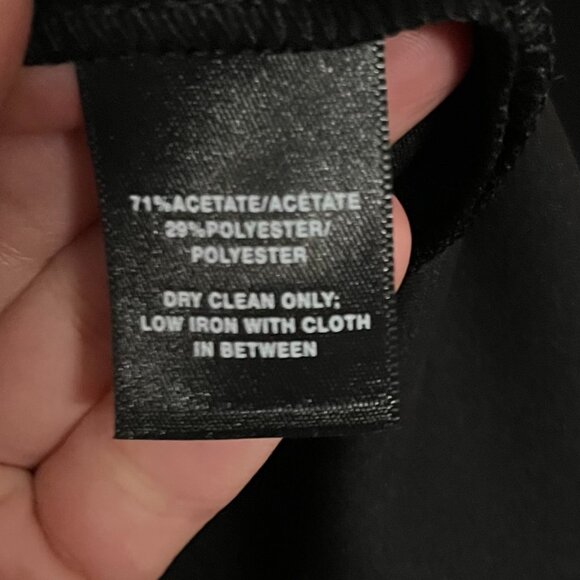 71%ACETATE/ACÉTATE
29%POLYESTER/
POLYESTER
DRY CLEAN ONLY;
LOW IRON WITH CLOTH
IN BETWEEN